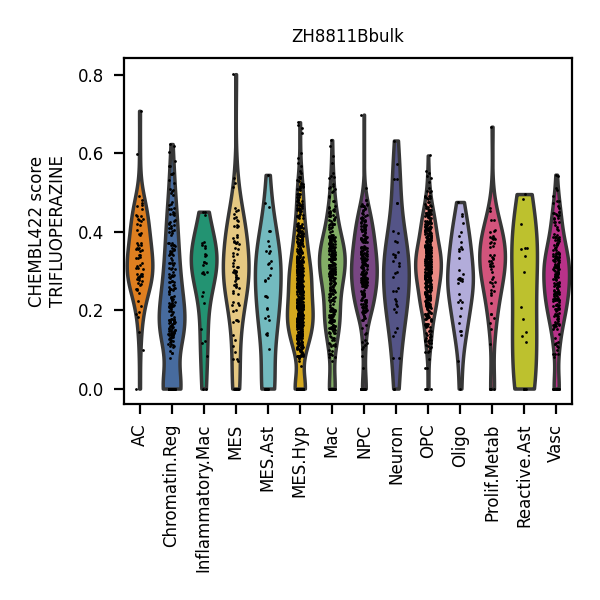 ZH8811Bbulk
CHEMBL422 score
TRIFLUOPERAZINE
0.8
0.6
0.4
0.2
0.0
AC
Chromatin.Reg
Inflammatory.Mac
MES
MES.Ast
MES.Hyp
Mac
NPC
Neuron
OPC
Oligo
Prolif.Metab
Reactive.Ast
Vasc